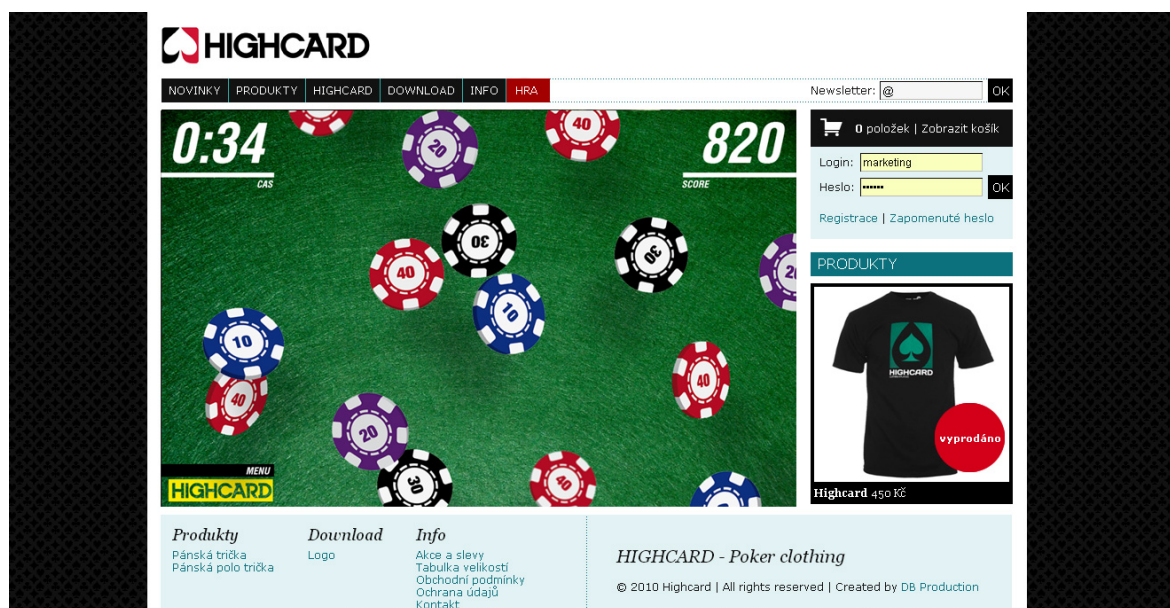 HIGHCARD
NOVINKY PRODUKTY HIGHCARD DOWNLOAD INFO HRA
Newsletter: @ OK
0:34
CAS
820
SCORE
40
20
30
30
40
20
10
10
40
40
20
30
40
MENU
HIGHCARD
0 položek | Zobrazit košík
Login: marketing
Heslo: •••••• OK
Registrace | Zapomenuté heslo
PRODUKTY
HIGHCARD
vyprodáno
Highcard 450 Kč
Produkty
Pánská trička
Pánská polo trička
Download
Logo
Info
Akce a slevy
Tabulka velikostí
Obchodní podmínky
Ochrana údajů
Kontakt
HIGHCARD - Poker clothing
© 2010 Highcard | All rights reserved | Created by DB Production